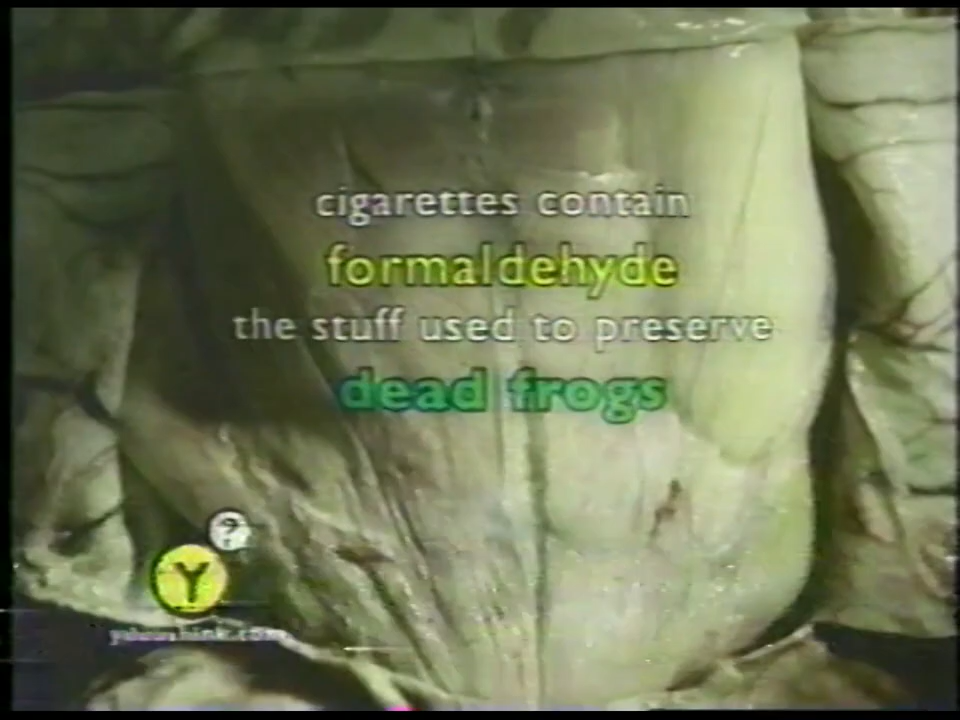 cigarettes contain
formaldehyde
the stuff used to preserve
dead frogs
?
Y